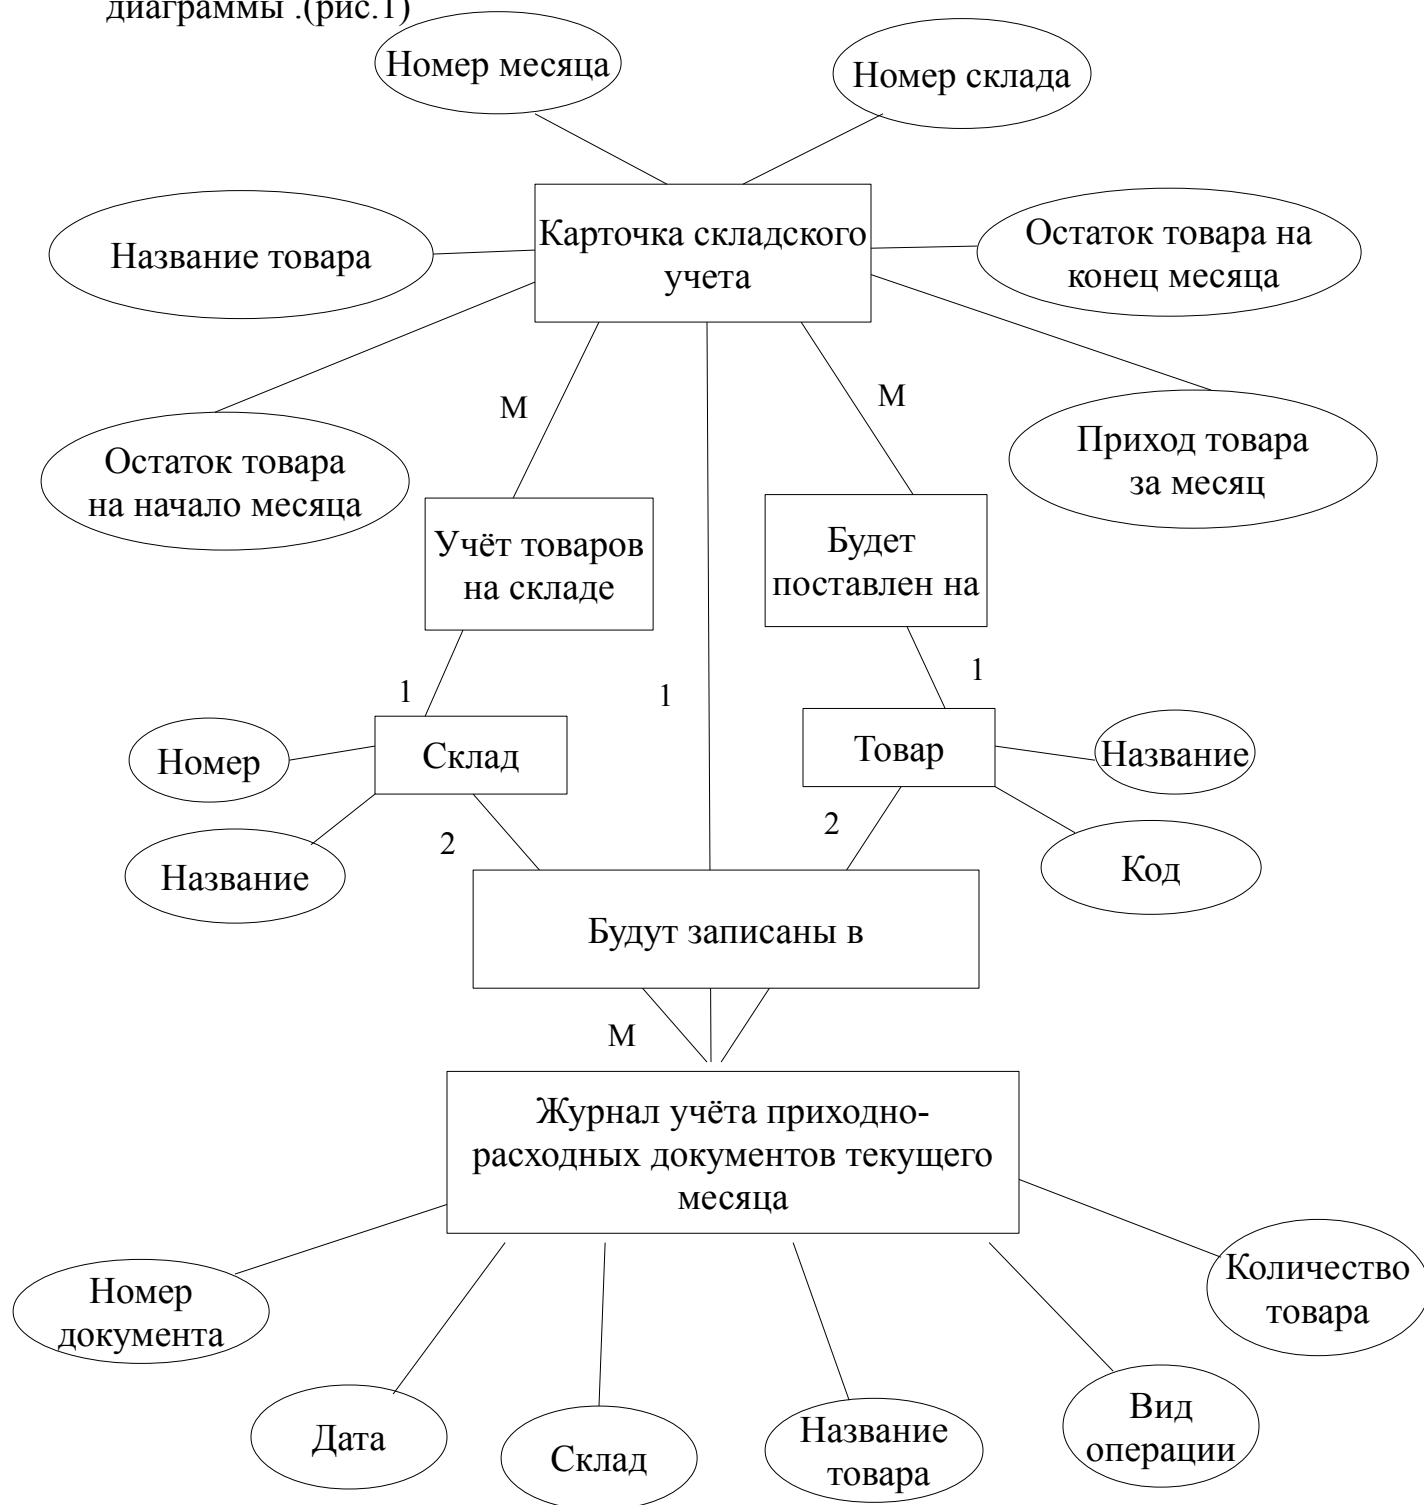 диаграммы .(рис.1)
Номер месяца
Номер склада
Карточка складского
учета
Название товара
Остаток товара на
конец месяца
М
М
Остаток товара
на начало месяца
Приход товара
за месяц
Учёт товаров
на складе
Будет
поставлен на
1
1
1
Номер
Склад
Товар
Название
2
2
Название
Код
Будут записаны в
М
Журнал учёта приходно-
расходных документов текущего
месяца
Номер
документа
Количество
товара
Дата
Склад
Название
товара
Вид
операции